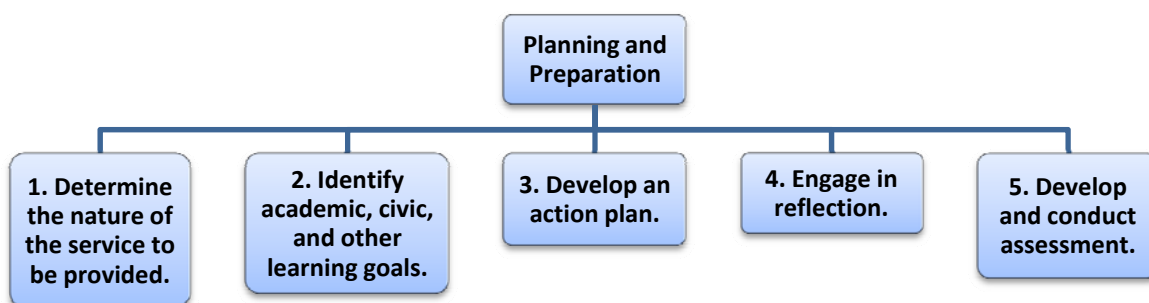 Planning and
Preparation
1. Determine
the nature of
the service to
be provided.
2. Identify
academic, civic,
and other
learning goals.
3. Develop an
action plan.
4. Engage in
reflection.
5. Develop
and conduct
assessment.